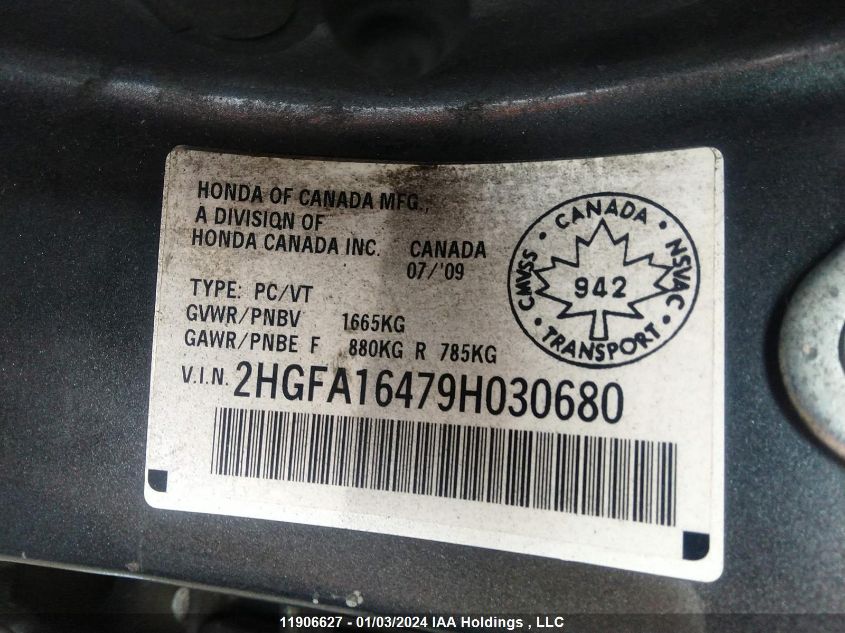 HONDA OF CANADA MFG.,
A DIVISION OF
HONDA CANADA INC. CANADA
07/'09
TYPE: PC/VT
GVWR/PNBV 1665KG
GAWR/PNBE F 880KG R 785KG
V.I.N. 2HGFA16479H030680
CMVSS • CANADA • NSVAC • TRANSPORT •
942
11906627 - 01/03/2024 IAA Holdings , LLC